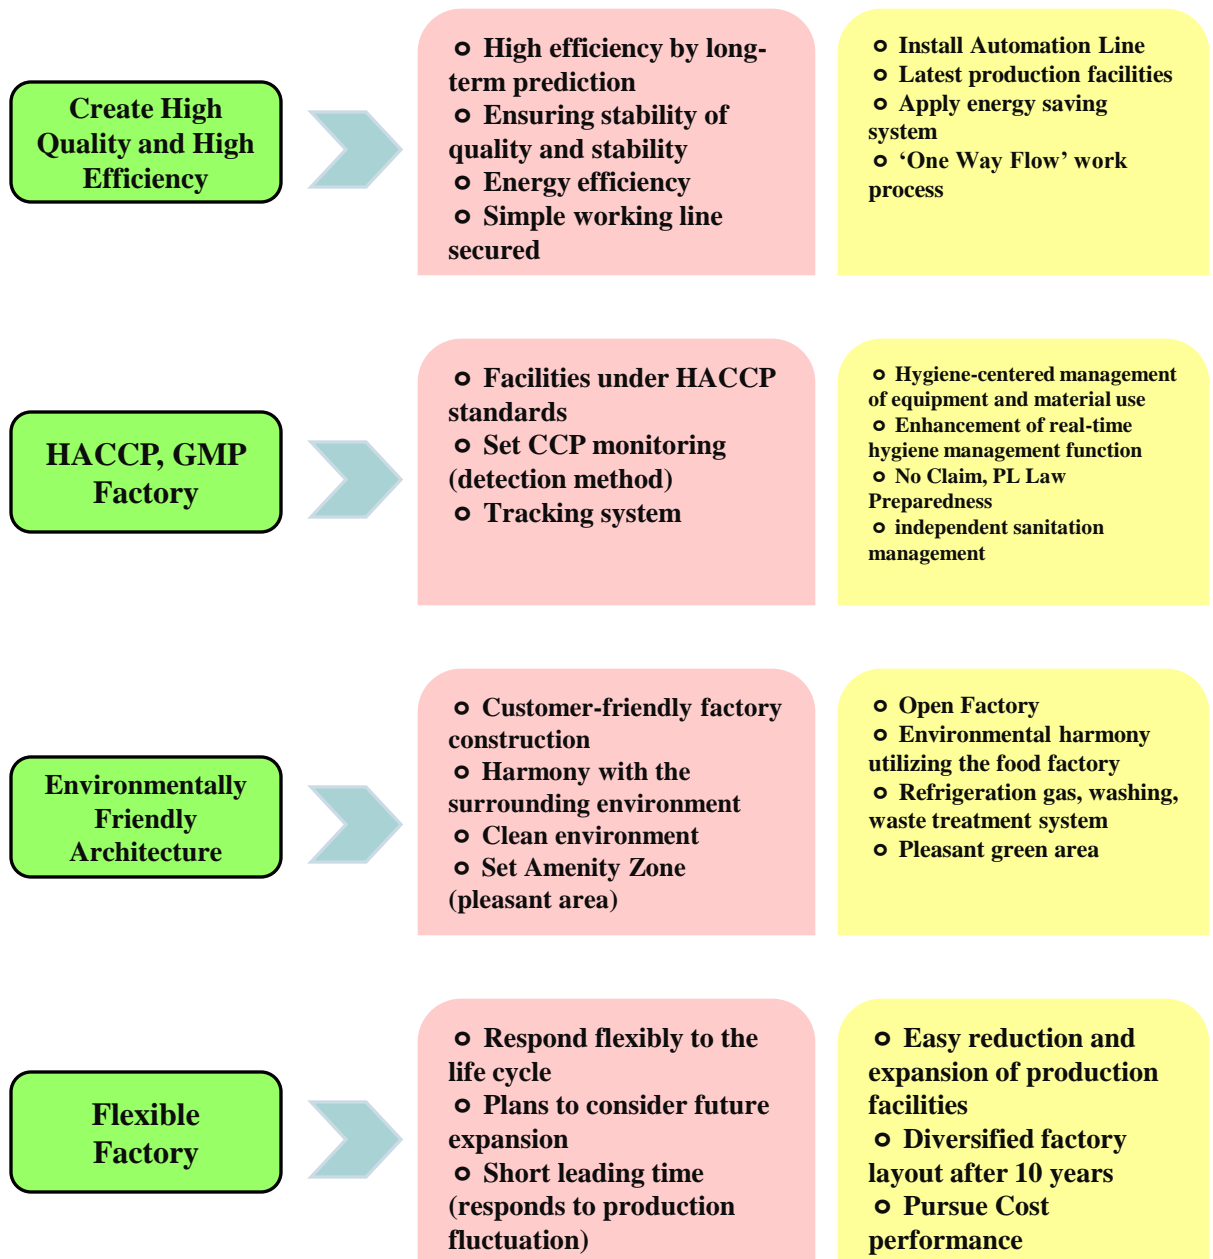 Create High
Quality and High
Efficiency
⚬ High efficiency by long-
term prediction
⚬ Ensuring stability of
quality and stability
⚬ Energy efficiency
⚬ Simple working line
secured
⚬ Install Automation Line
⚬ Latest production facilities
⚬ Apply energy saving
system
⚬ ‘One Way Flow’ work
process
HACCP, GMP
Factory
⚬ Facilities under HACCP
standards
⚬ Set CCP monitoring
(detection method)
⚬ Tracking system
⚬ Hygiene-centered management
of equipment and material use
⚬ Enhancement of real-time
hygiene management function
⚬ No Claim, PL Law
Preparedness
⚬ independent sanitation
management
Environmentally
Friendly
Architecture
⚬ Customer-friendly factory
construction
⚬ Harmony with the
surrounding environment
⚬ Clean environment
⚬ Set Amenity Zone
(pleasant area)
⚬ Open Factory
⚬ Environmental harmony
utilizing the food factory
⚬ Refrigeration gas, washing,
waste treatment system
⚬ Pleasant green area
Flexible
Factory
⚬ Respond flexibly to the
life cycle
⚬ Plans to consider future
expansion
⚬ Short leading time
(responds to production
fluctuation)
⚬ Easy reduction and
expansion of production
facilities
⚬ Diversified factory
layout after 10 years
⚬ Pursue Cost
performance